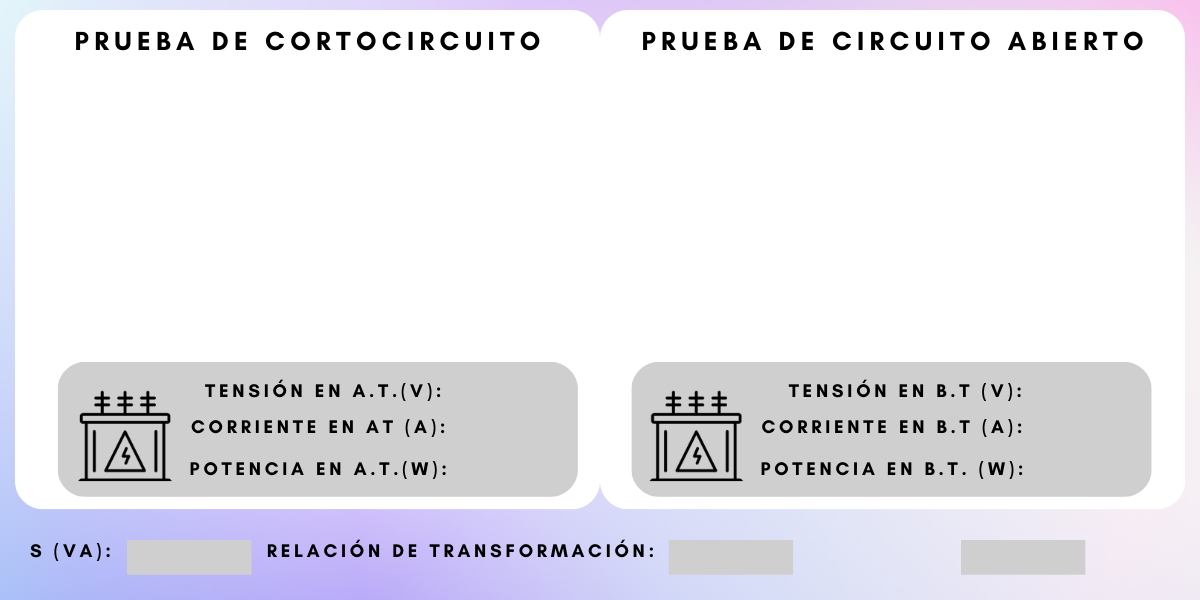 PRUEBA DE CORTOCIRCUITO
PRUEBA DE CIRCUITO ABIERTO
TENSIÓN EN A.T.(V):
CORRIENTE EN AT (A):
POTENCIA EN A.T.(W):
TENSIÓN EN B.T (V):
CORRIENTE EN B.T (A):
POTENCIA EN B.T. (W):
S (VA):
RELACIÓN DE TRANSFORMACIÓN: